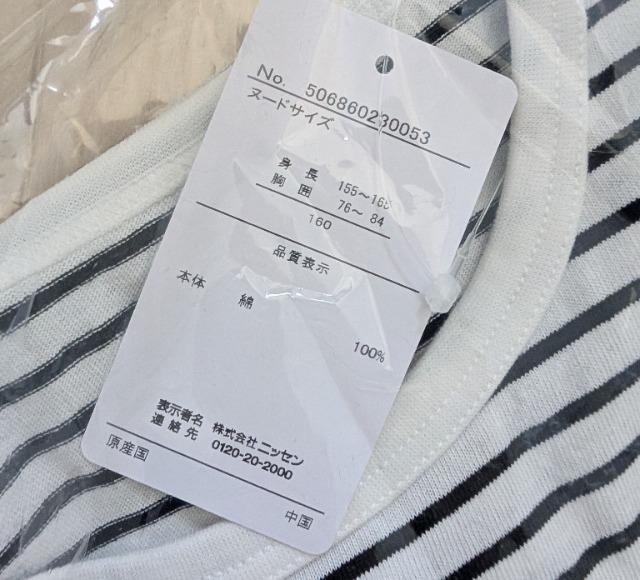 No. 506860230053
ヌードサイズ
身長 155～165
胸囲 76～ 84
160
品質表示
本体 綿 100%
表示者名 株式会社ニッセン
連絡先 0120-20-2000
原産国
中国